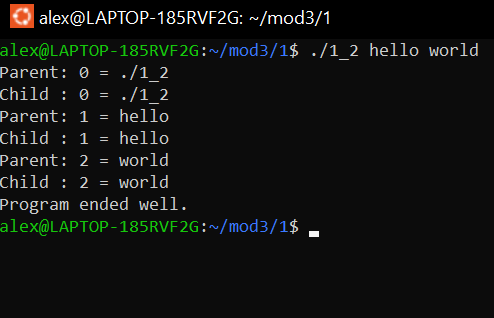 alex@LAPTOP-185RVF2G: ~/mod3/1
alex@LAPTOP-185RVF2G:~/mod3/1$ ./1_2 hello world
Parent: 0 = ./1_2
Child : 0 = ./1_2
Parent: 1 = hello
Child : 1 = hello
Parent: 2 = world
Child : 2 = world
Program ended well.
alex@LAPTOP-185RVF2G:~/mod3/1$